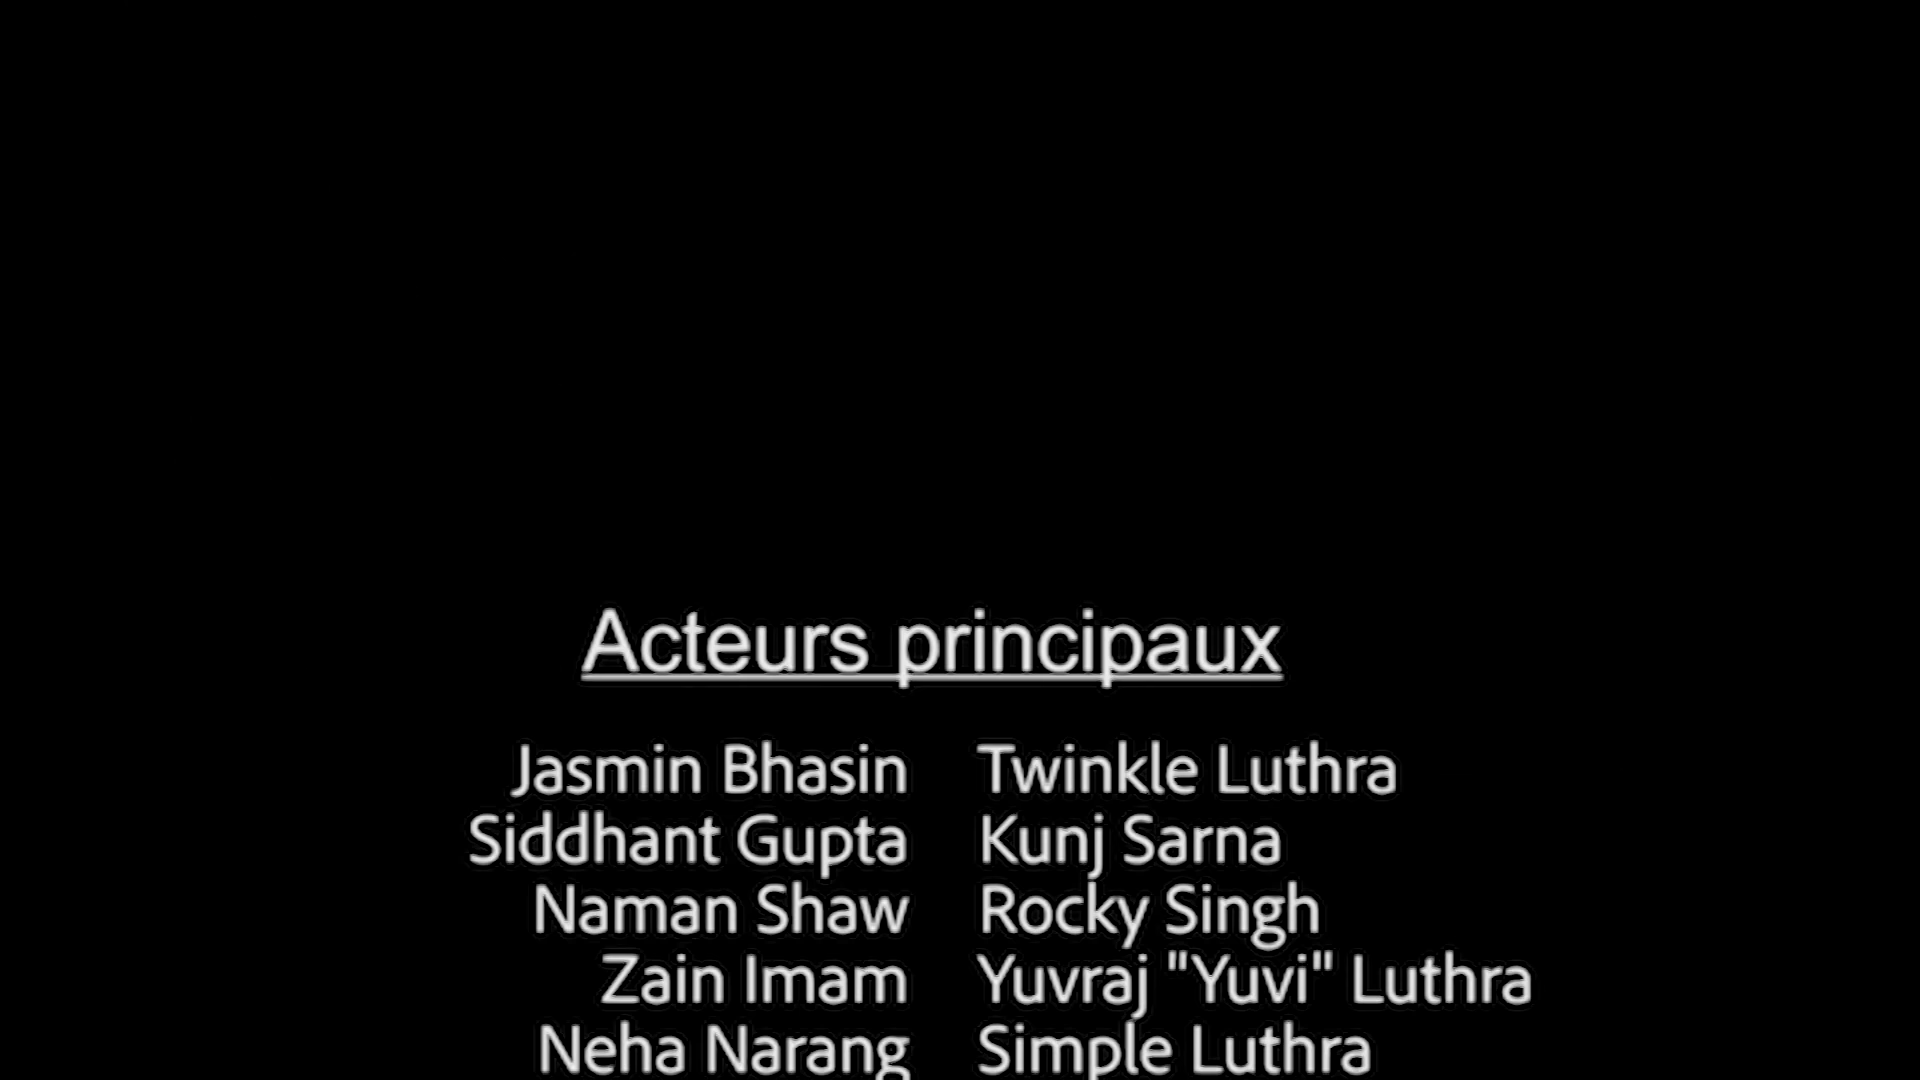 Acteurs principaux
Jasmin Bhasin Twinkle Luthra
Siddhant Gupta Kunj Sarna
Naman Shaw Rocky Singh
Zain Imam Yuvraj "Yuvi" Luthra
Neha Narang Simple Luthra